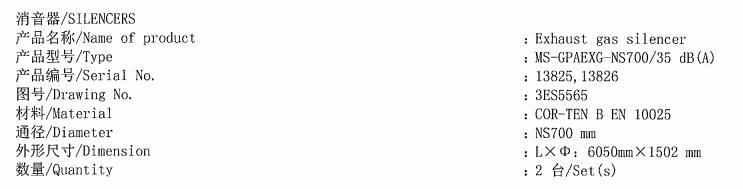 消音器/SILENCERS
产品名称/Name of product : Exhaust gas silencer
产品型号/Type : MS-GPAEXG-NS700/35 dB(A)
产品编号/Serial No. : 13825,13826
图号/Drawing No. : 3ES5565
材料/Material : COR-TEN B EN 10025
通径/Diameter : NS700 mm
外形尺寸/Dimension : L×Φ: 6050mm×1502 mm
数量/Quantity : 2 台/Set(s)